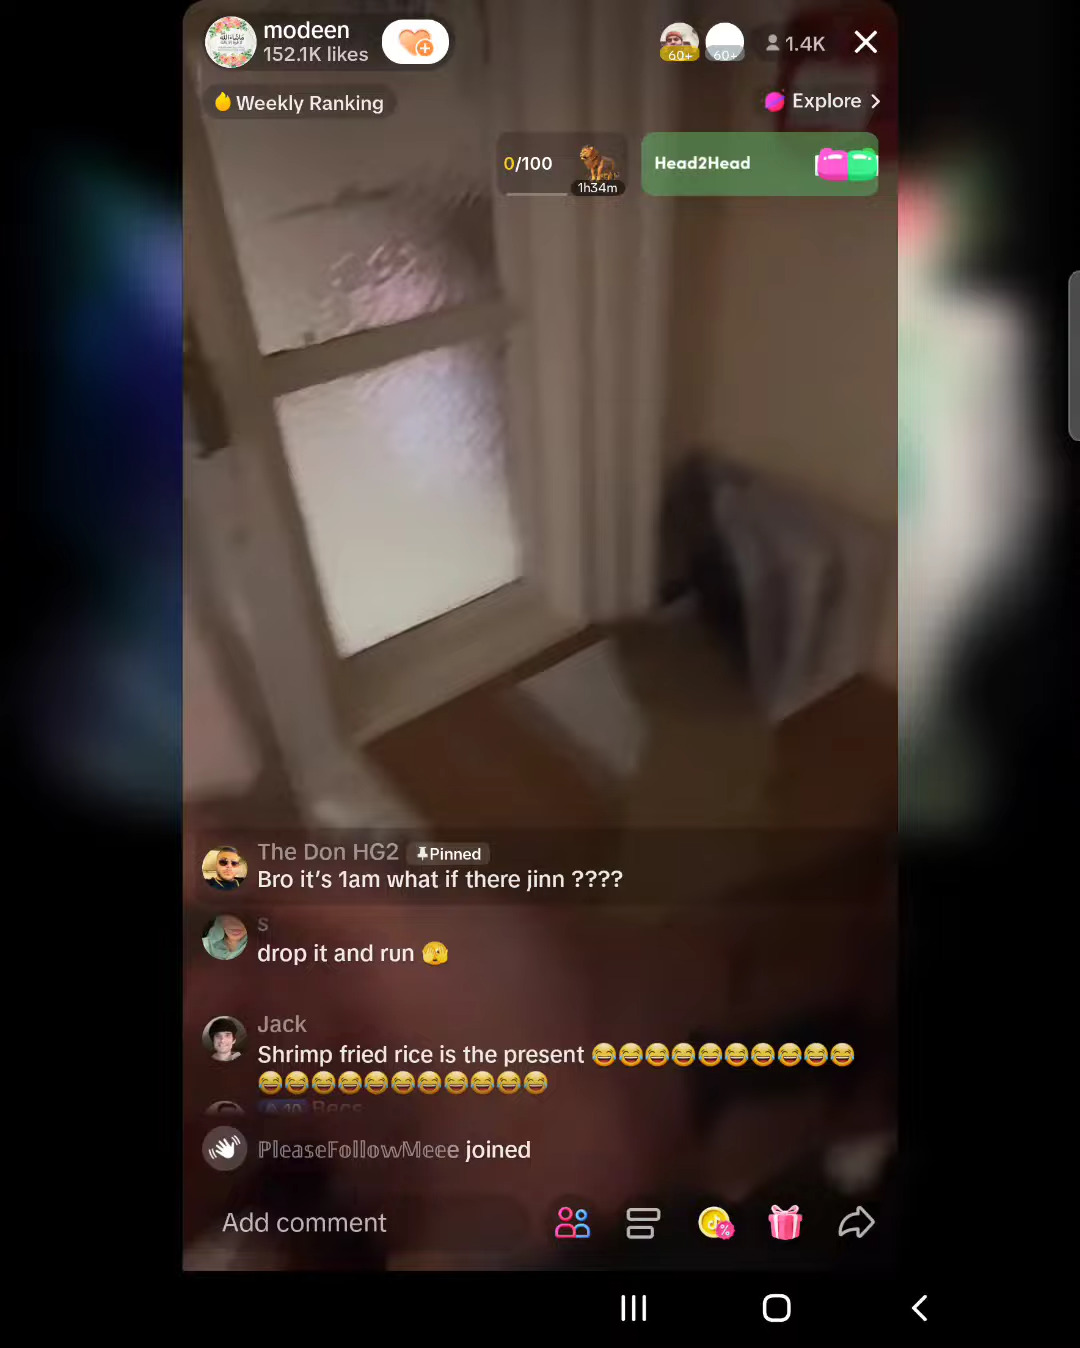 modeen
152.1K likes
60+
60+
1.4K
Weekly Ranking
Explore
0/100
1h34m
Head2Head
The Don HG2 Pinned
Bro it's 1am what if there jinn ????
s
drop it and run 🫣
Jack
Shrimp fried rice is the present 😂😂😂😂😂😂😂😂😂😂
😂😂😂😂😂😂😂😂😂😂😂
10 Becs
ℙ𝕝𝕖𝕒𝕤𝕖𝔽𝕠𝕝𝕝𝕠𝕨𝕄𝕖𝕖𝕖 joined
Add comment